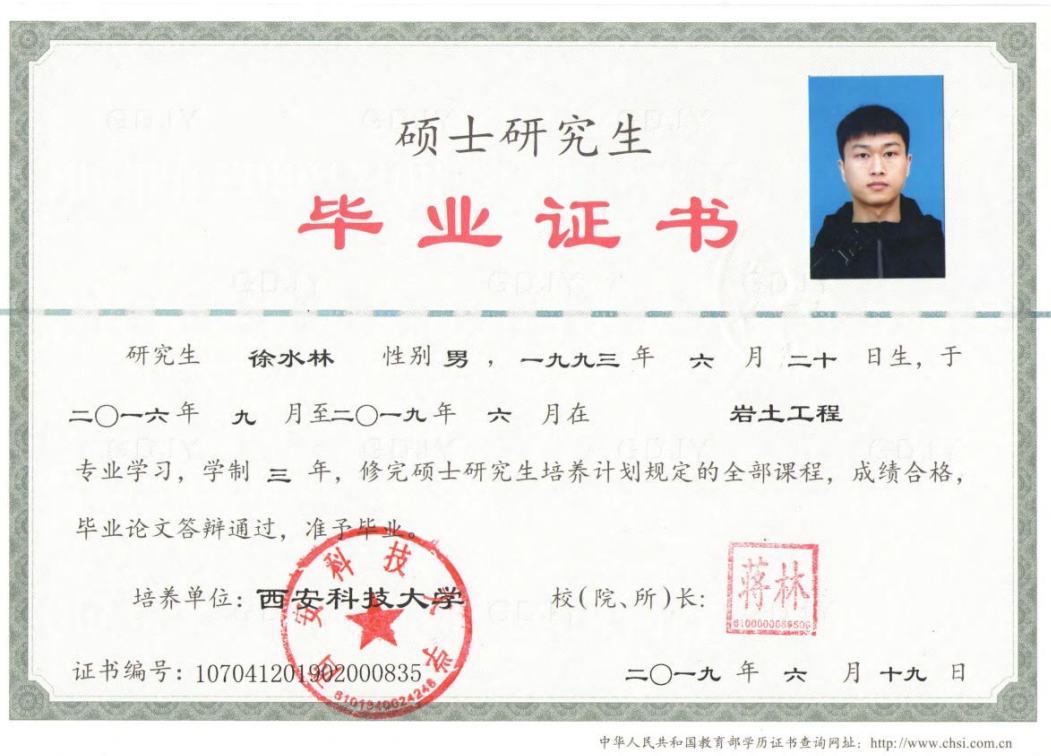 硕士研究生
毕业证书
研究生 徐水林 性别 男 ，一九九三 年 六 月 二十 日生，于
二〇一六 年 九 月至二〇一九 年 六 月在 岩土工程
专业学习，学制 三 年，修完硕士研究生培养计划规定的全部课程，成绩合格，
毕业论文答辩通过，准予毕业。
西安科技大学
培养单位：西安科技大学 校(院、所)长：
蒋林
证书编号：107041201902000835 二〇一九 年 六 月 十九 日
中华人民共和国教育部学历证书查询网址：http://www.chsi.com.cn